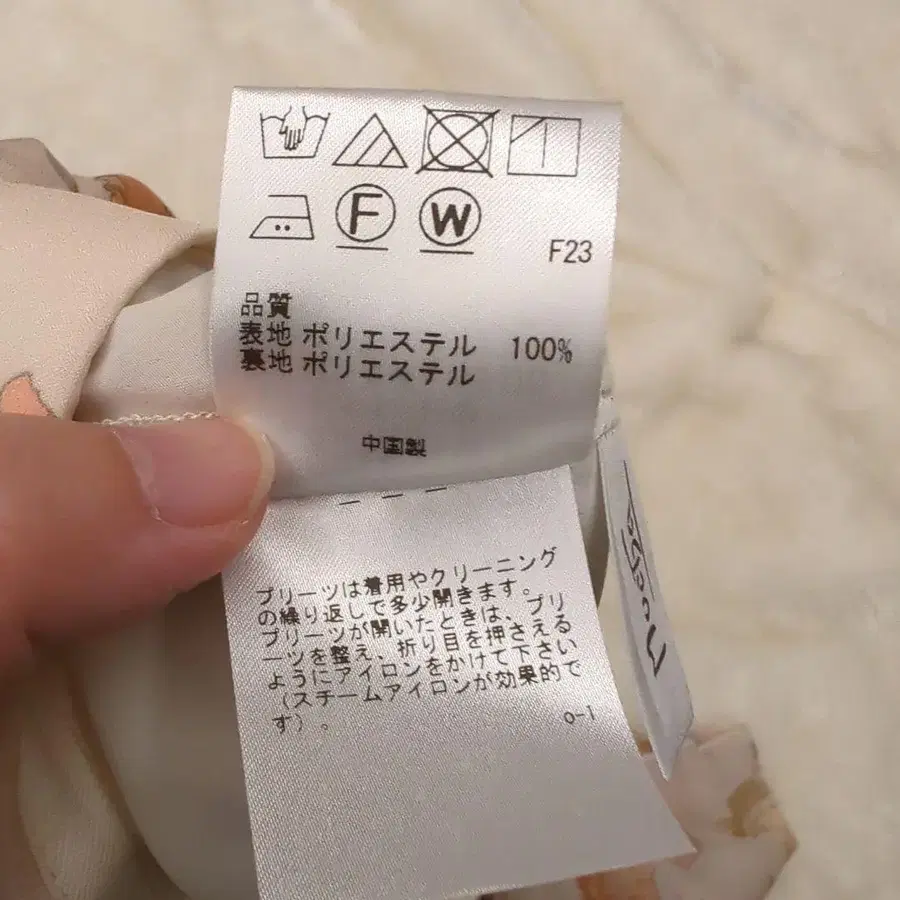 F W
F23
品質
表地 ポリエステル 100%
裏地 ポリエステル
中国製
プリーツは着用やクリーニング
の繰り返しで多少開きます。
プリーツが開いたときは、プリ
ーツを整え、折り目を押さえる
ようにアイロンをかけて下さい
(スチームアイロンが効果的で
す)。
o-1